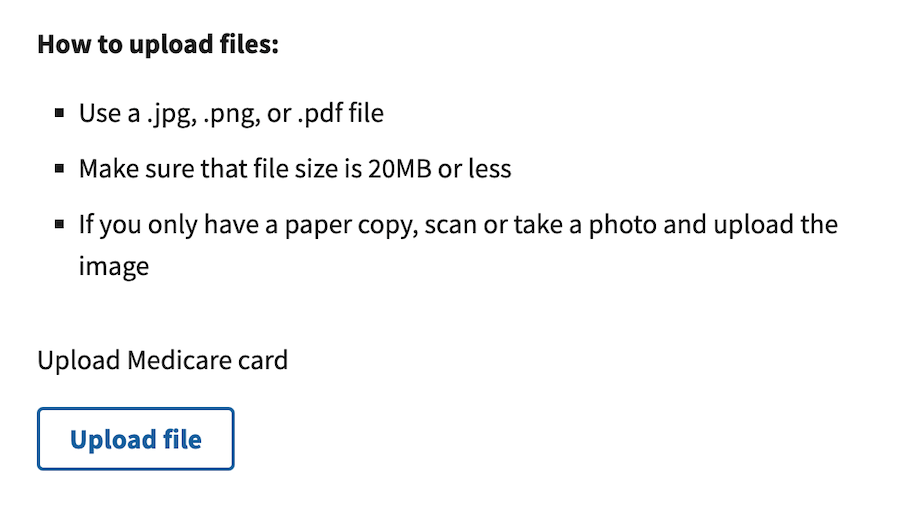 How to upload files:
▪ Use a .jpg, .png, or .pdf file
▪ Make sure that file size is 20MB or less
▪ If you only have a paper copy, scan or take a photo and upload the
image
Upload Medicare card
Upload file